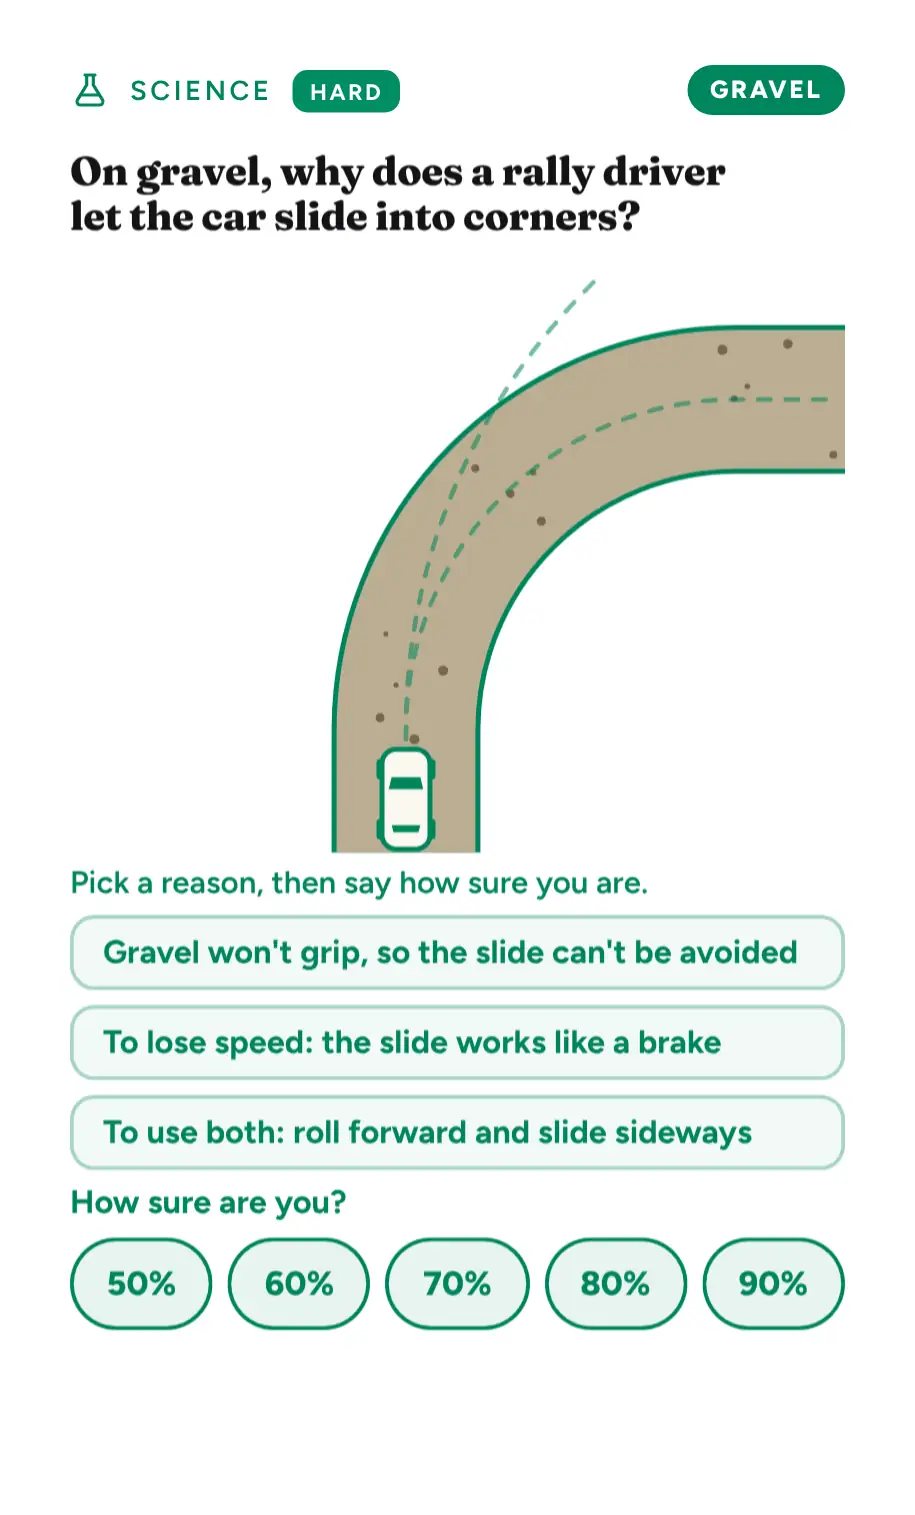 SCIENCE
HARD
GRAVEL
On gravel, why does a rally driver
let the car slide into corners?
Pick a reason, then say how sure you are.
Gravel won't grip, so the slide can't be avoided
To lose speed: the slide works like a brake
To use both: roll forward and slide sideways
How sure are you?
50%
60%
70%
80%
90%